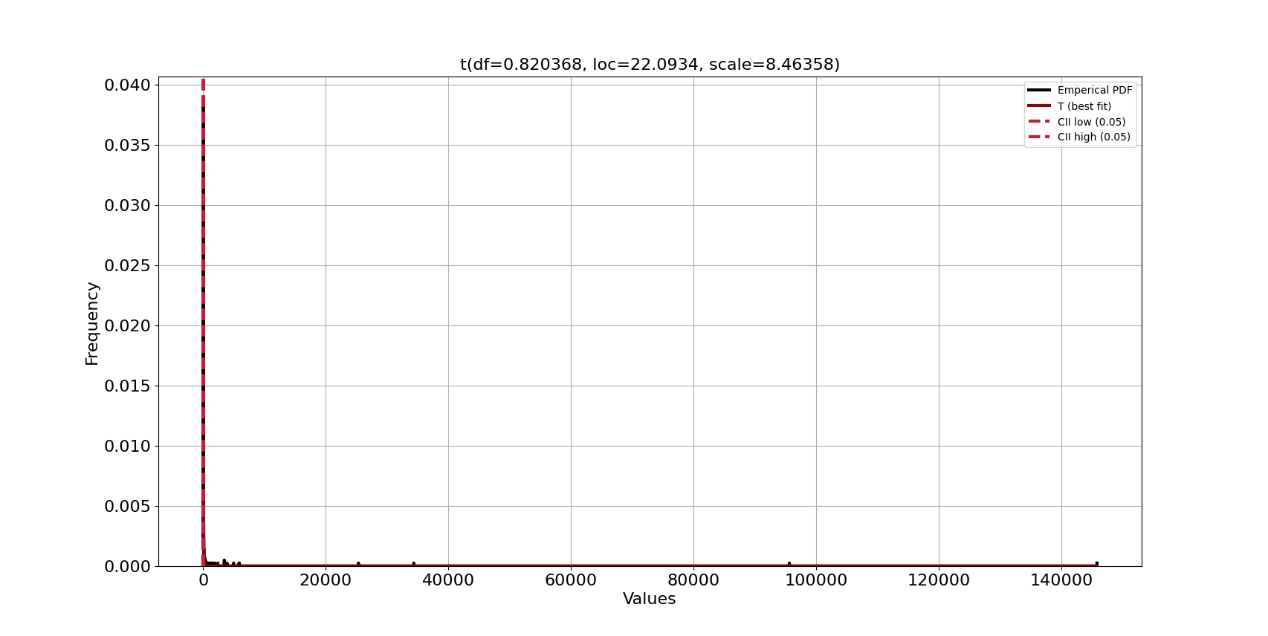 t(df=0.820368, loc=22.0934, scale=8.46358)
0.040
0.035
0.030
0.025
0.020
0.015
0.010
0.005
0.000
Frequency
Emperical PDF
T (best fit)
CII low (0.05)
CII high (0.05)
0 20000 40000 60000 80000 100000 120000 140000
Values